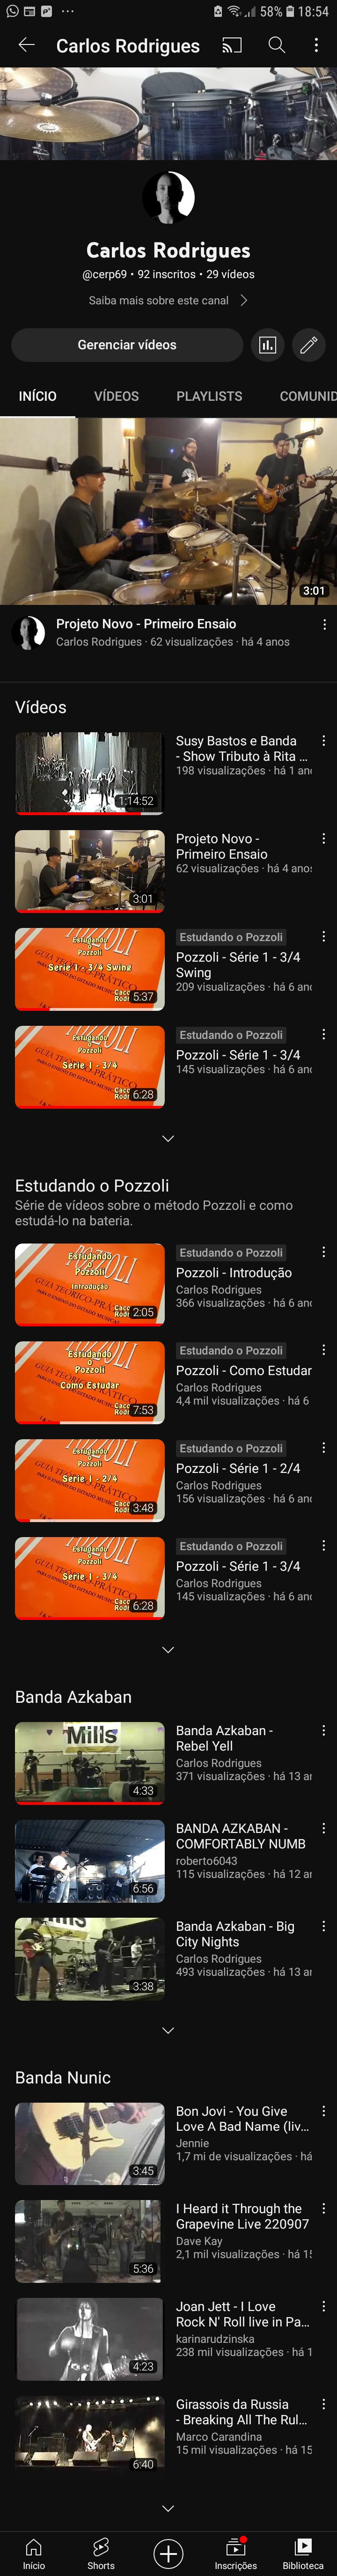 58% 18:54
Carlos Rodrigues
Carlos Rodrigues
@cerp69 • 92 inscritos • 29 vídeos
Saiba mais sobre este canal
Gerenciar vídeos
INÍCIO VÍDEOS PLAYLISTS COMUNID
3:01
Projeto Novo - Primeiro Ensaio
Carlos Rodrigues · 62 visualizações · há 4 anos
Vídeos
1:14:52
Susy Bastos e Banda
- Show Tributo à Rita ...
198 visualizações · há 1 an
3:01
Projeto Novo -
Primeiro Ensaio
62 visualizações · há 4 anos
Estudando
o
Pozzoli
Série 1 - 3/4 Swing
5:37
Estudando o Pozzoli
Pozzoli - Série 1 - 3/4
Swing
209 visualizações · há 6 an
Estudando
o
Pozzoli
Série 1 - 3/4
6:28
Estudando o Pozzoli
Pozzoli - Série 1 - 3/4
145 visualizações · há 6 an
Estudando o Pozzoli
Série de vídeos sobre o método Pozzoli e como
estudá-lo na bateria.
Estudando
o
Pozzoli
Introdução
2:05
Estudando o Pozzoli
Pozzoli - Introdução
Carlos Rodrigues
366 visualizações · há 6 an
Estudando
o
Pozzoli
Como Estudar
7:53
Estudando o Pozzoli
Pozzoli - Como Estudar
Carlos Rodrigues
4,4 mil visualizações · há 6
Estudando
o
Pozzoli
Série 1 - 2/4
3:48
Estudando o Pozzoli
Pozzoli - Série 1 - 2/4
Carlos Rodrigues
156 visualizações · há 6 an
Estudando
o
Pozzoli
Série 1 - 3/4
6:28
Estudando o Pozzoli
Pozzoli - Série 1 - 3/4
Carlos Rodrigues
145 visualizações · há 6 an
Banda Azkaban
Mills
4:33
Banda Azkaban -
Rebel Yell
Carlos Rodrigues
371 visualizações · há 13 a
6:56
BANDA AZKABAN -
COMFORTABLY NUMB
roberto6043
115 visualizações · há 12 a
3:38
Banda Azkaban - Big
City Nights
Carlos Rodrigues
493 visualizações · há 13 a
Banda Nunic
3:45
Bon Jovi - You Give
Love A Bad Name (liv...
Jennie
1,7 mi de visualizações · há
5:36
I Heard it Through the
Grapevine Live 220907
Dave Kay
2,1 mil visualizações · há 15
4:23
Joan Jett - I Love
Rock N' Roll live in Pa...
karinarudzinska
238 mil visualizações · há 1
6:40
Girassois da Russia
- Breaking All The Rul...
Marco Carandina
15 mil visualizações · há 15
Início Shorts Inscrições Biblioteca